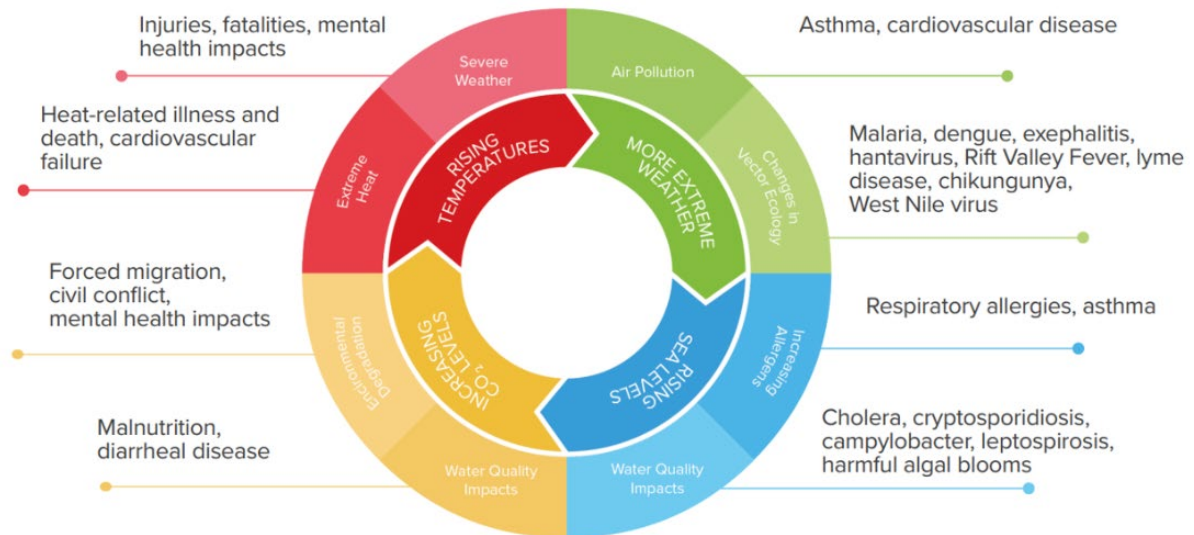 Injuries, fatalities, mental
health impacts
Severe
Weather
Air Pollution
Asthma, cardiovascular disease
Heat-related illness and
death, cardiovascular
failure
Extreme
Heat
RISING
TEMPERATURES
MORE EXTREME
WEATHER
Changes in
Vector Ecology
Malaria, dengue, exephalitis,
hantavirus, Rift Valley Fever, lyme
disease, chikungunya,
West Nile virus
Forced migration,
civil conflict,
mental health impacts
Environmental
Degradation
INCREASING
CO₂ LEVELS
RISING
SEA LEVELS
Increasing
Allergens
Respiratory allergies, asthma
Malnutrition,
diarrheal disease
Water Quality
Impacts
Water Quality
Impacts
Cholera, cryptosporidiosis,
campylobacter, leptospirosis,
harmful algal blooms